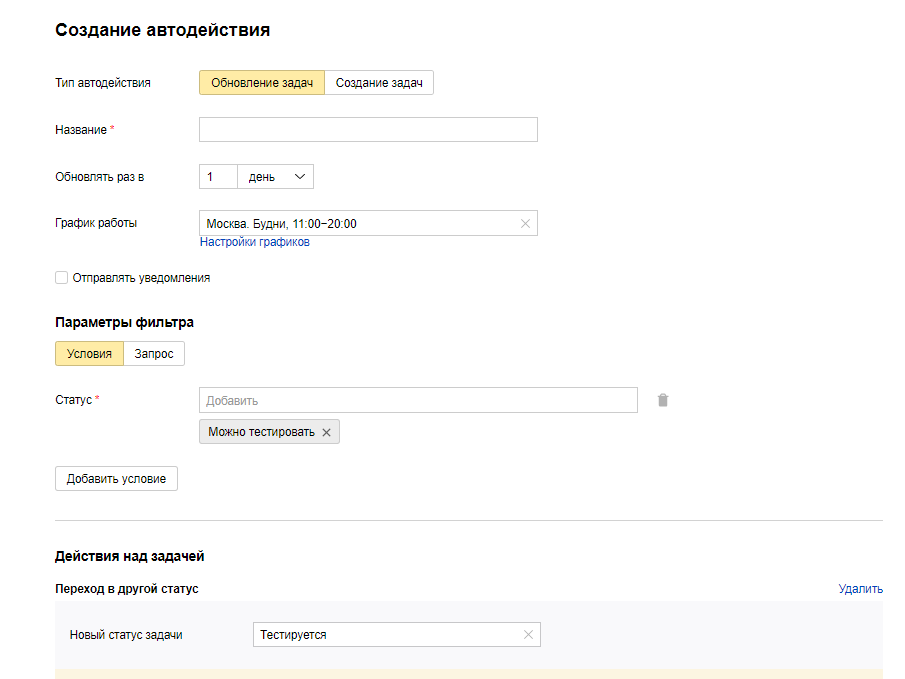 Создание автодействия
Тип автодействия Обновление задач Создание задач
Название *
Обновлять раз в 1 день
График работы Москва. Будни, 11:00–20:00
Настройки графиков
Отправлять уведомления
Параметры фильтра
Условия Запрос
Статус * Добавить
Можно тестировать
Добавить условие
Действия над задачей
Переход в другой статус Удалить
Новый статус задачи Тестируется